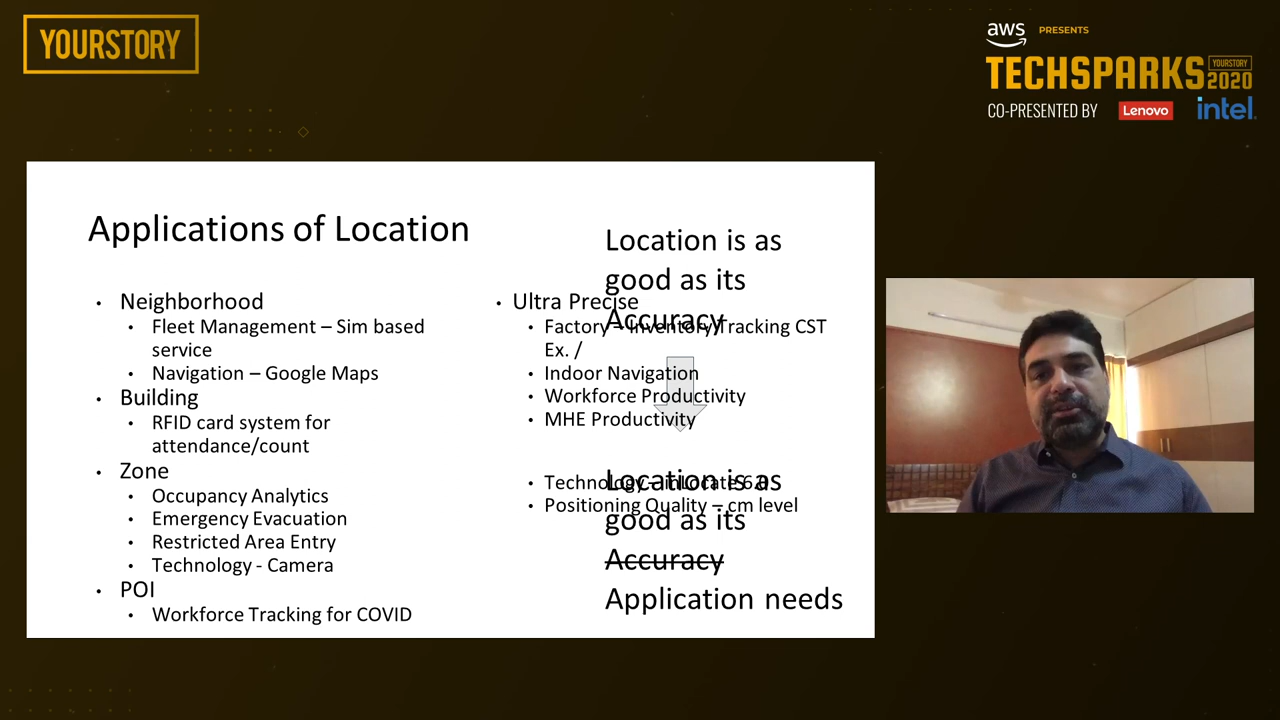 YOURSTORY
aws PRESENTS
TECHSPARKS YOURSTORY 2020
CO-PRESENTED BY Lenovo intel.
Applications of Location
• Neighborhood
• Fleet Management – Sim based
service
• Navigation – Google Maps
• Building
• RFID card system for
attendance/count
• Zone
• Occupancy Analytics
• Emergency Evacuation
• Restricted Area Entry
• Technology - Camera
• POI
• Workforce Tracking for COVID
• Ultra Precise
• Factory – Inventory Tracking CST
Ex. /
• Indoor Navigation
• Workforce Productivity
• MHE Productivity
• Technology –
• Positioning Quality – cm level
Location is as
good as its
Accuracy
Location is as
good as its
Accuracy
Application needs